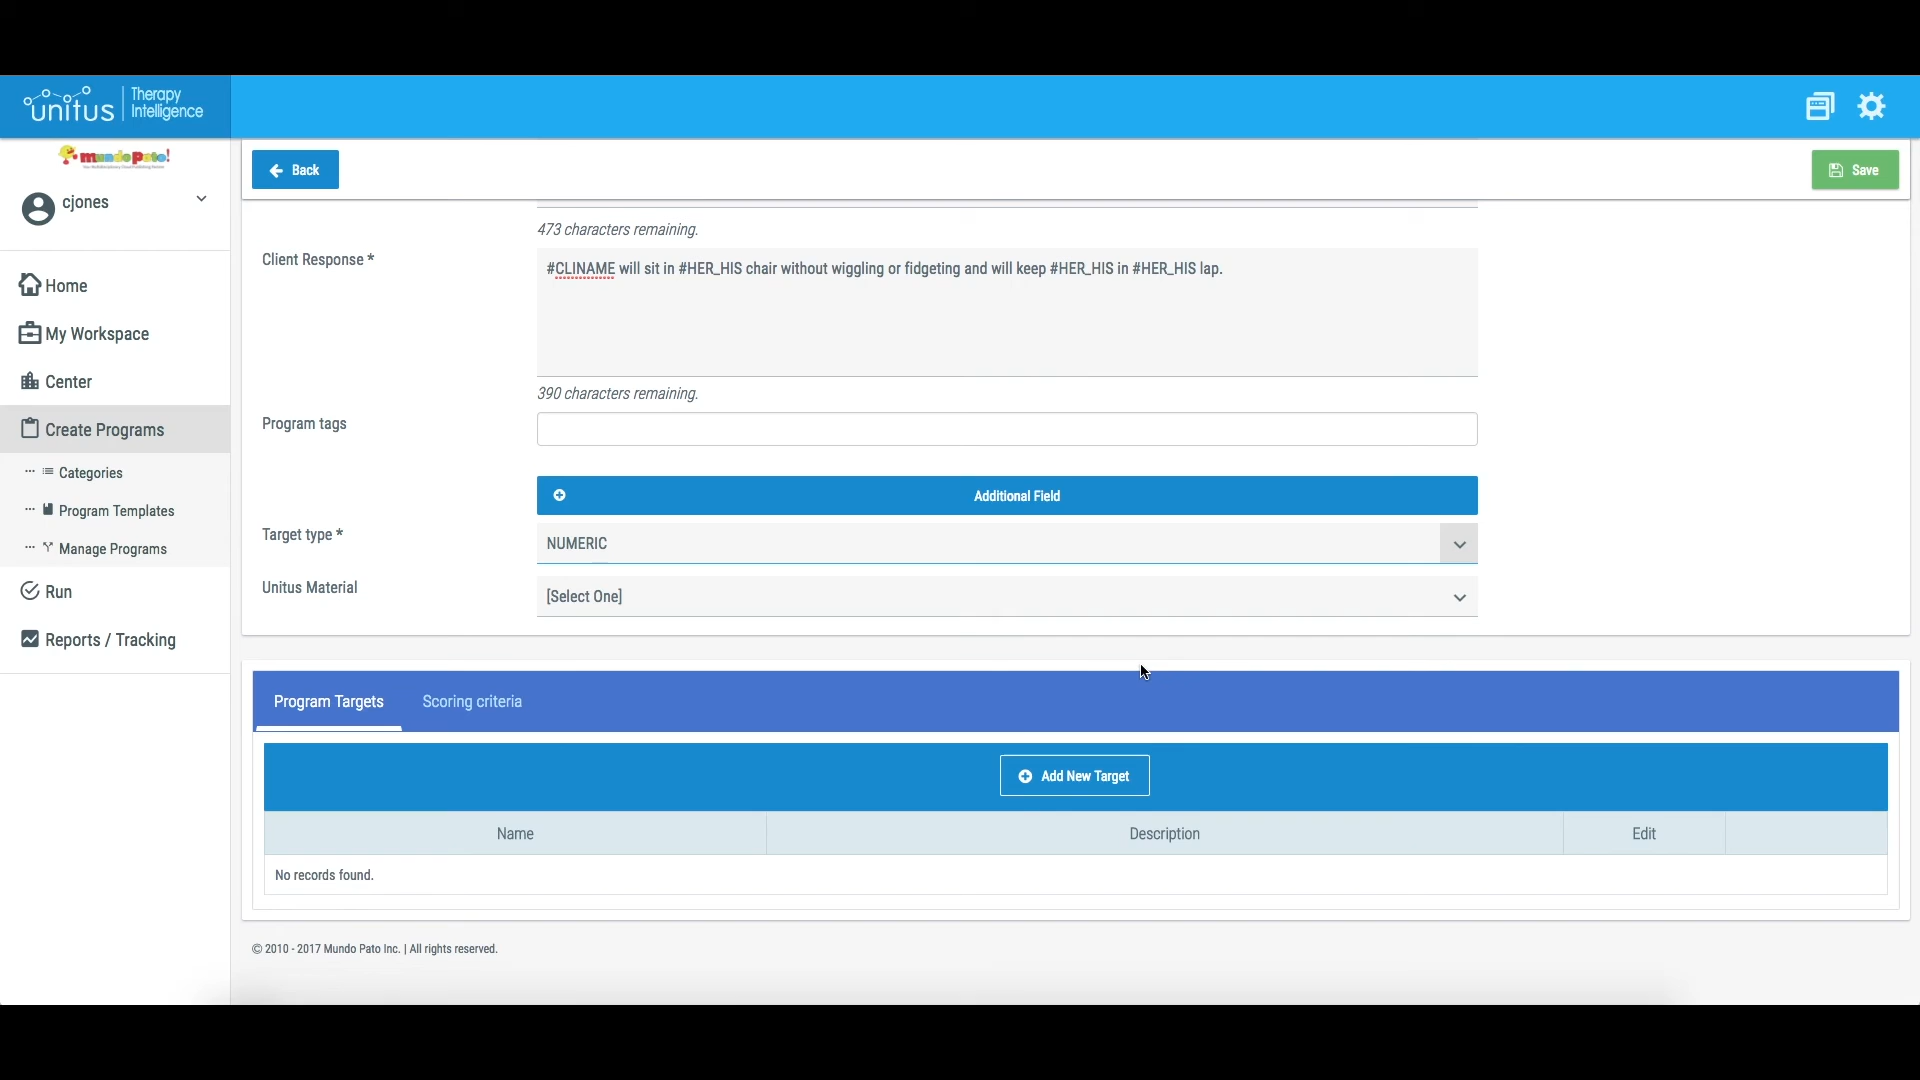 unitus
Therapy
Intelligence
mundo pato!
Back
Save
cjones
473 characters remaining.
Client Response *
#CLINAME will sit in #HER_HIS chair without wiggling or fidgeting and will keep #HER_HIS in #HER_HIS lap.
Home
My Workspace
Center
390 characters remaining.
Program tags
Create Programs
Categories
Program Templates
Manage Programs
Additional Field
Target type *
NUMERIC
Unitus Material
[Select One]
Run
Reports / Tracking
Program Targets
Scoring criteria
Add New Target
Name
Description
Edit
No records found.
© 2010 - 2017 Mundo Pato Inc. | All rights reserved.